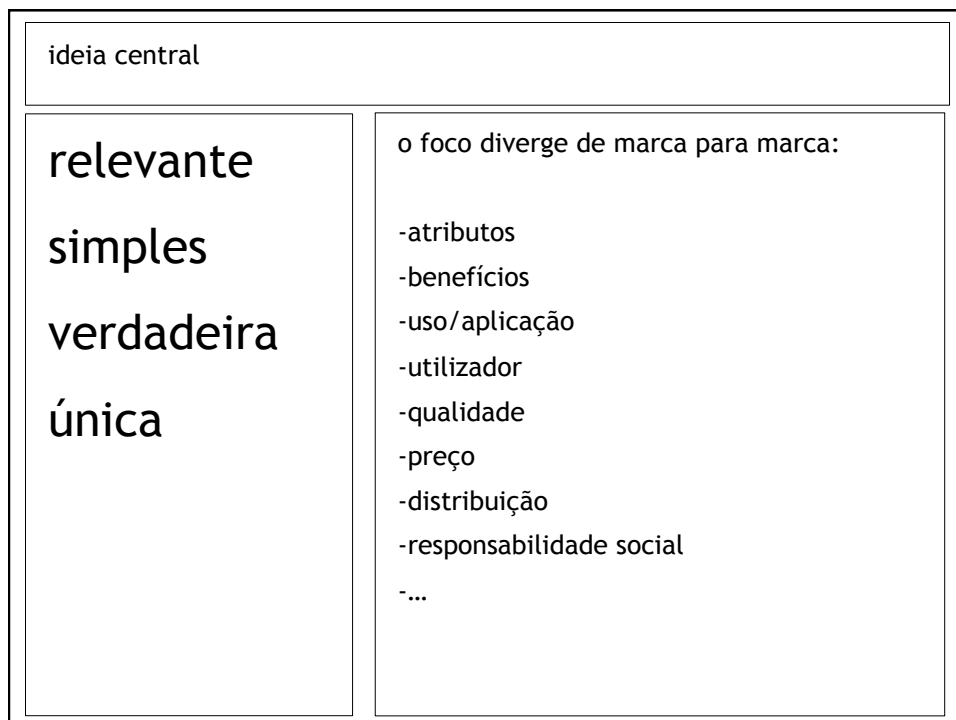 ideia central
relevante
simples
verdadeira
única
o foco diverge de marca para marca:
-atributos
-benefícios
-uso/aplicação
-utilizador
-qualidade
-preço
-distribuição
-responsabilidade social
-…